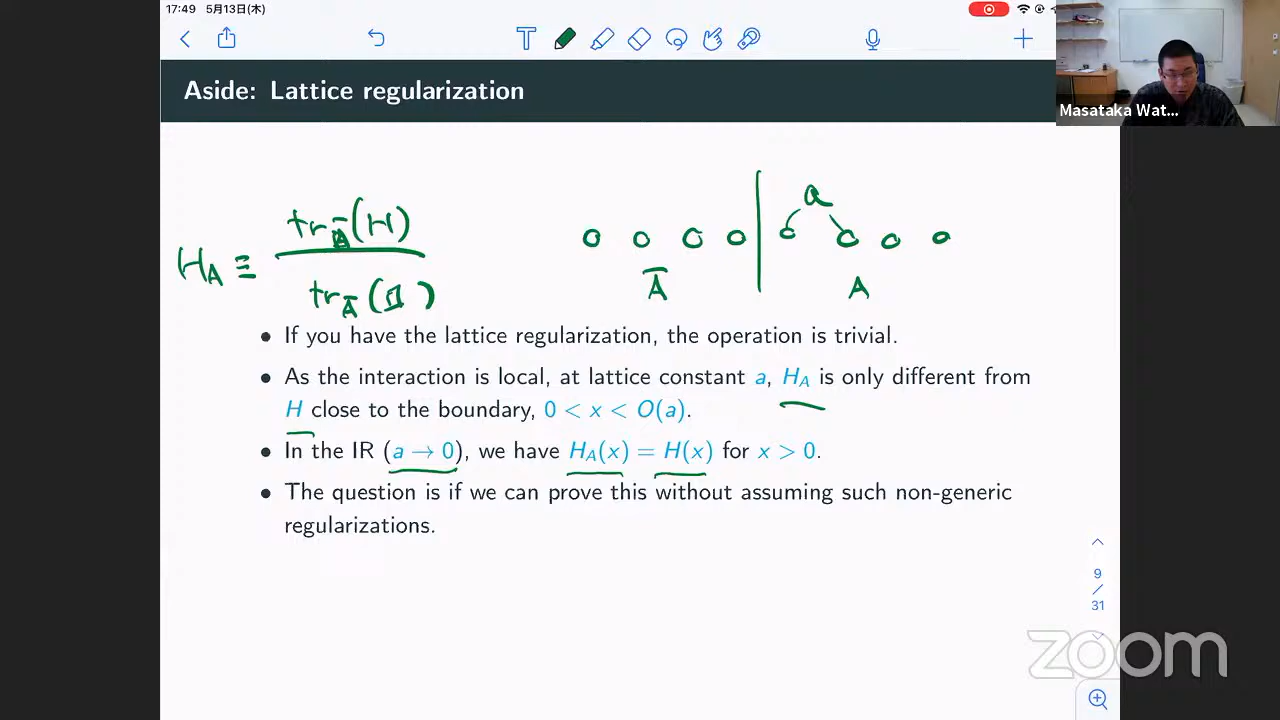 17:49 5月13日(木)
Aside: Lattice regularization
Masataka Wat...
H_A ≡ tr_Ā(H) / tr_Ā(𝟙)
a
Ā A
• If you have the lattice regularization, the operation is trivial.
• As the interaction is local, at lattice constant a, H_A is only different from
H close to the boundary, 0 < x < O(a).
• In the IR (a → 0), we have H_A(x) = H(x) for x > 0.
• The question is if we can prove this without assuming such non-generic
regularizations.
9
/
31
zoom